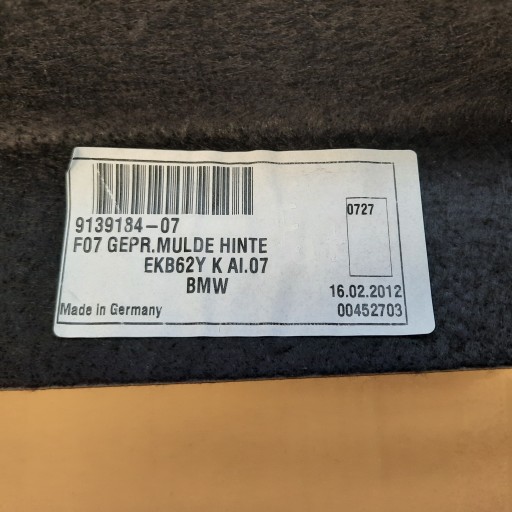 9139184-07
0727
F07 GEPR.MULDE HINTE
EKB62Y K AI.07
BMW
16.02.2012
Made in Germany
00452703